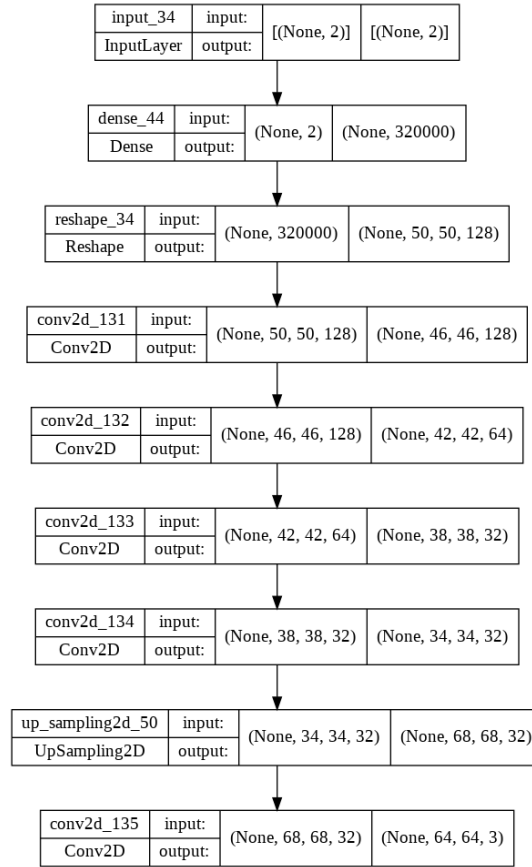 input_34 input: [(None, 2)] [(None, 2)]
InputLayer output:
dense_44 input: (None, 2) (None, 320000)
Dense output:
reshape_34 input: (None, 320000) (None, 50, 50, 128)
Reshape output:
conv2d_131 input: (None, 50, 50, 128) (None, 46, 46, 128)
Conv2D output:
conv2d_132 input: (None, 46, 46, 128) (None, 42, 42, 64)
Conv2D output:
conv2d_133 input: (None, 42, 42, 64) (None, 38, 38, 32)
Conv2D output:
conv2d_134 input: (None, 38, 38, 32) (None, 34, 34, 32)
Conv2D output:
up_sampling2d_50 input: (None, 34, 34, 32) (None, 68, 68, 32)
UpSampling2D output:
conv2d_135 input: (None, 68, 68, 32) (None, 64, 64, 3)
Conv2D output: